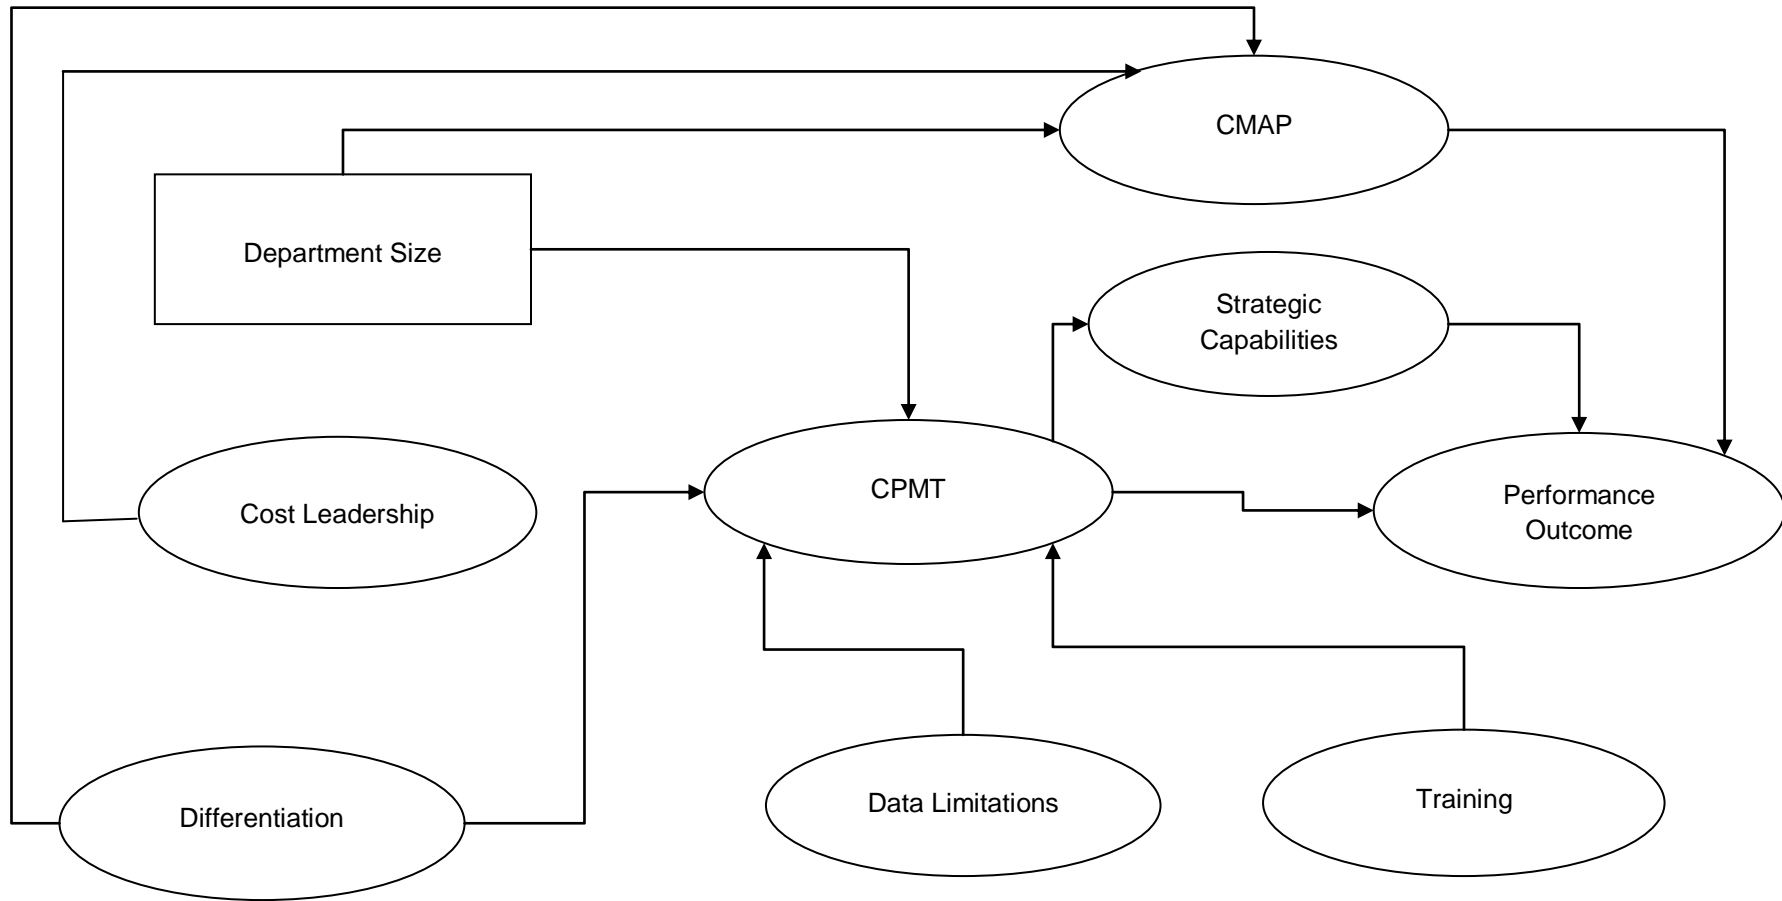 CMAP
Department Size
Strategic
Capabilities
CPMT
Performance
Outcome
Cost Leadership
Data Limitations
Training
Differentiation